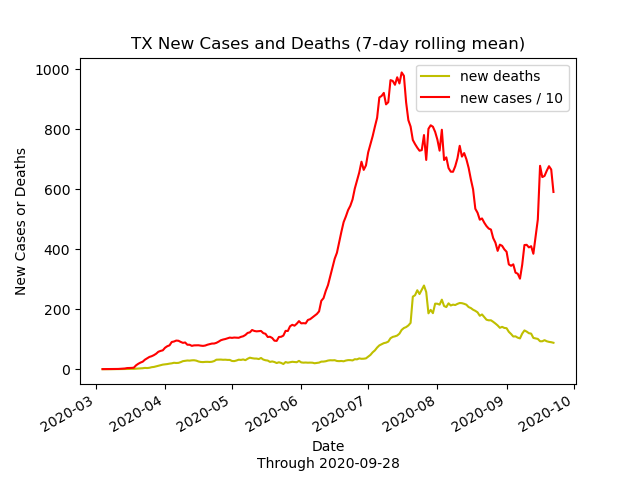 TX New Cases and Deaths (7-day rolling mean)
new deaths
new cases / 10
1000
800
600
400
200
0
New Cases or Deaths
2020-03
2020-04
2020-05
2020-06
2020-07
2020-08
2020-09
2020-10
Date
Through 2020-09-28